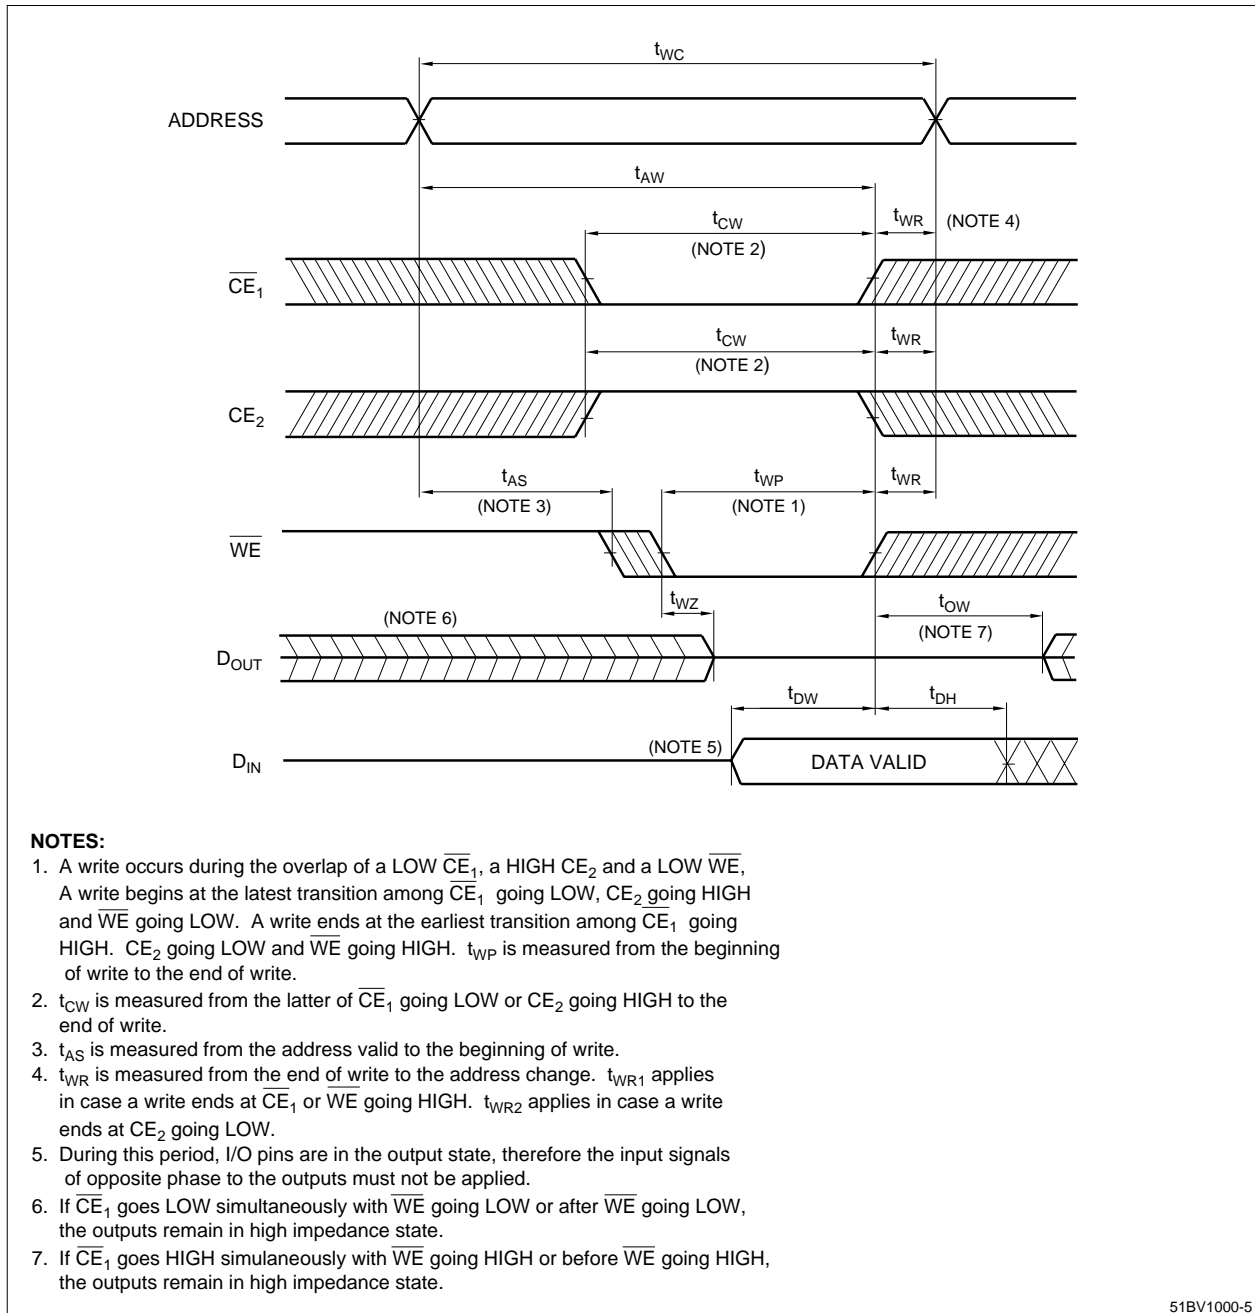 tWC
ADDRESS
tAW
tCW
tWR
(NOTE 4)
(NOTE 2)
CE1
tCW
tWR
(NOTE 2)
CE2
tAS
tWP
tWR
(NOTE 3)
(NOTE 1)
WE
tWZ
tOW
(NOTE 6)
(NOTE 7)
DOUT
tDW
tDH
(NOTE 5)
DIN
DATA VALID
NOTES:
1. A write occurs during the overlap of a LOW CE1, a HIGH CE2 and a LOW WE,
A write begins at the latest transition among CE1 going LOW, CE2 going HIGH
and WE going LOW. A write ends at the earliest transition among CE1 going
HIGH. CE2 going LOW and WE going HIGH. tWP is measured from the beginning
of write to the end of write.
2. tCW is measured from the latter of CE1 going LOW or CE2 going HIGH to the
end of write.
3. tAS is measured from the address valid to the beginning of write.
4. tWR is measured from the end of write to the address change. tWR1 applies
in case a write ends at CE1 or WE going HIGH. tWR2 applies in case a write
ends at CE2 going LOW.
5. During this period, I/O pins are in the output state, therefore the input signals
of opposite phase to the outputs must not be applied.
6. If CE1 goes LOW simultaneously with WE going LOW or after WE going LOW,
the outputs remain in high impedance state.
7. If CE1 goes HIGH simulaneously with WE going HIGH or before WE going HIGH,
the outputs remain in high impedance state.
51BV1000-5